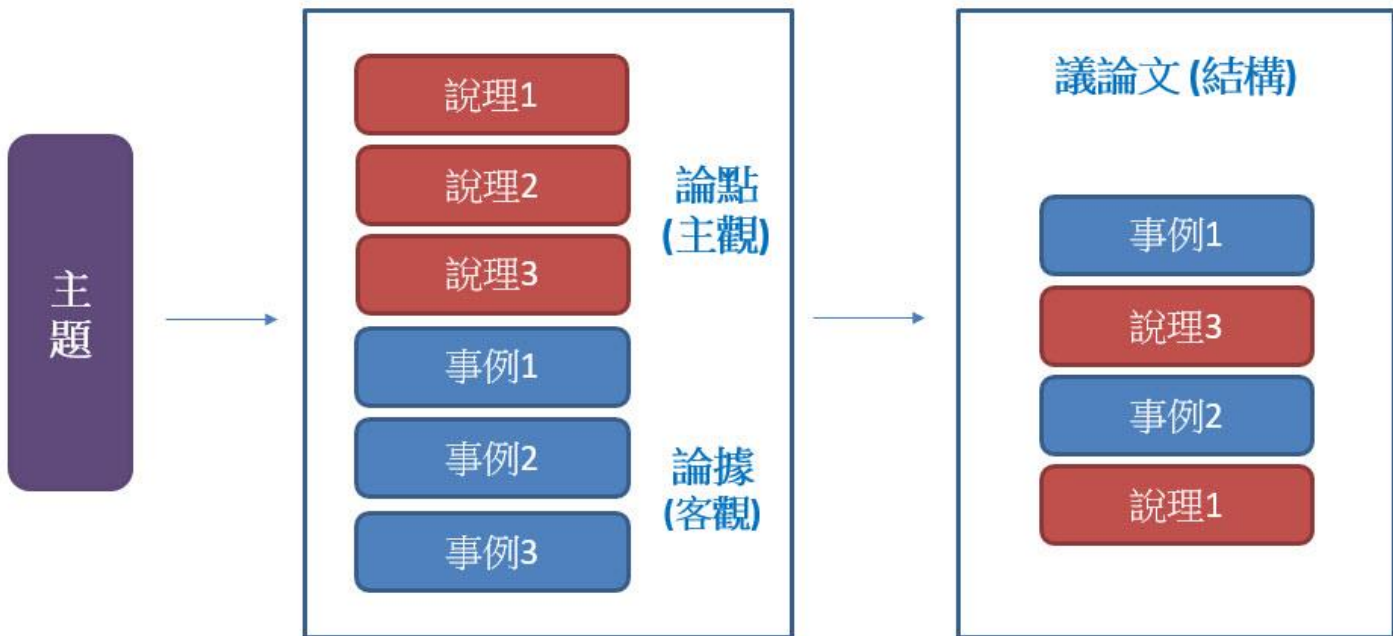 主
題
說理1
說理2
說理3
論點
(主觀)
事例1
事例2
事例3
論據
(客觀)
議論文 (結構)
事例1
說理3
事例2
說理1